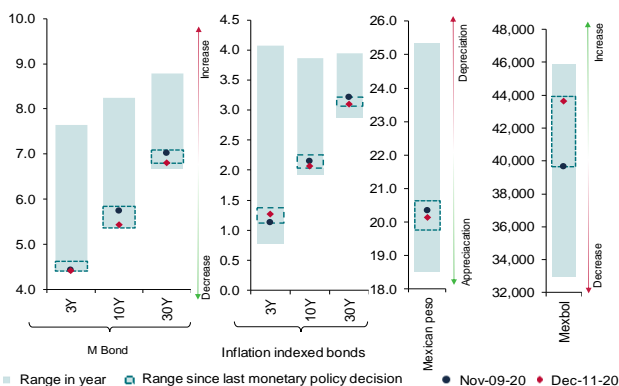 10.0
9.0
8.0
7.0
6.0
5.0
4.0
3Y
10Y
30Y
M Bond
Increase
Decrease
4.5
4.0
3.5
3.0
2.5
2.0
1.5
1.0
0.5
0.0
3Y
10Y
30Y
Inflation indexed bonds
26.0
25.0
24.0
23.0
22.0
21.0
20.0
19.0
18.0
Mexican peso
Depreciation
Appreciacation
48,000
46,000
44,000
42,000
40,000
38,000
36,000
34,000
32,000
Mexbol
Increase
Decrease
Range in year
Range since last monetary policy decision
Nov-09-20
Dec-11-20